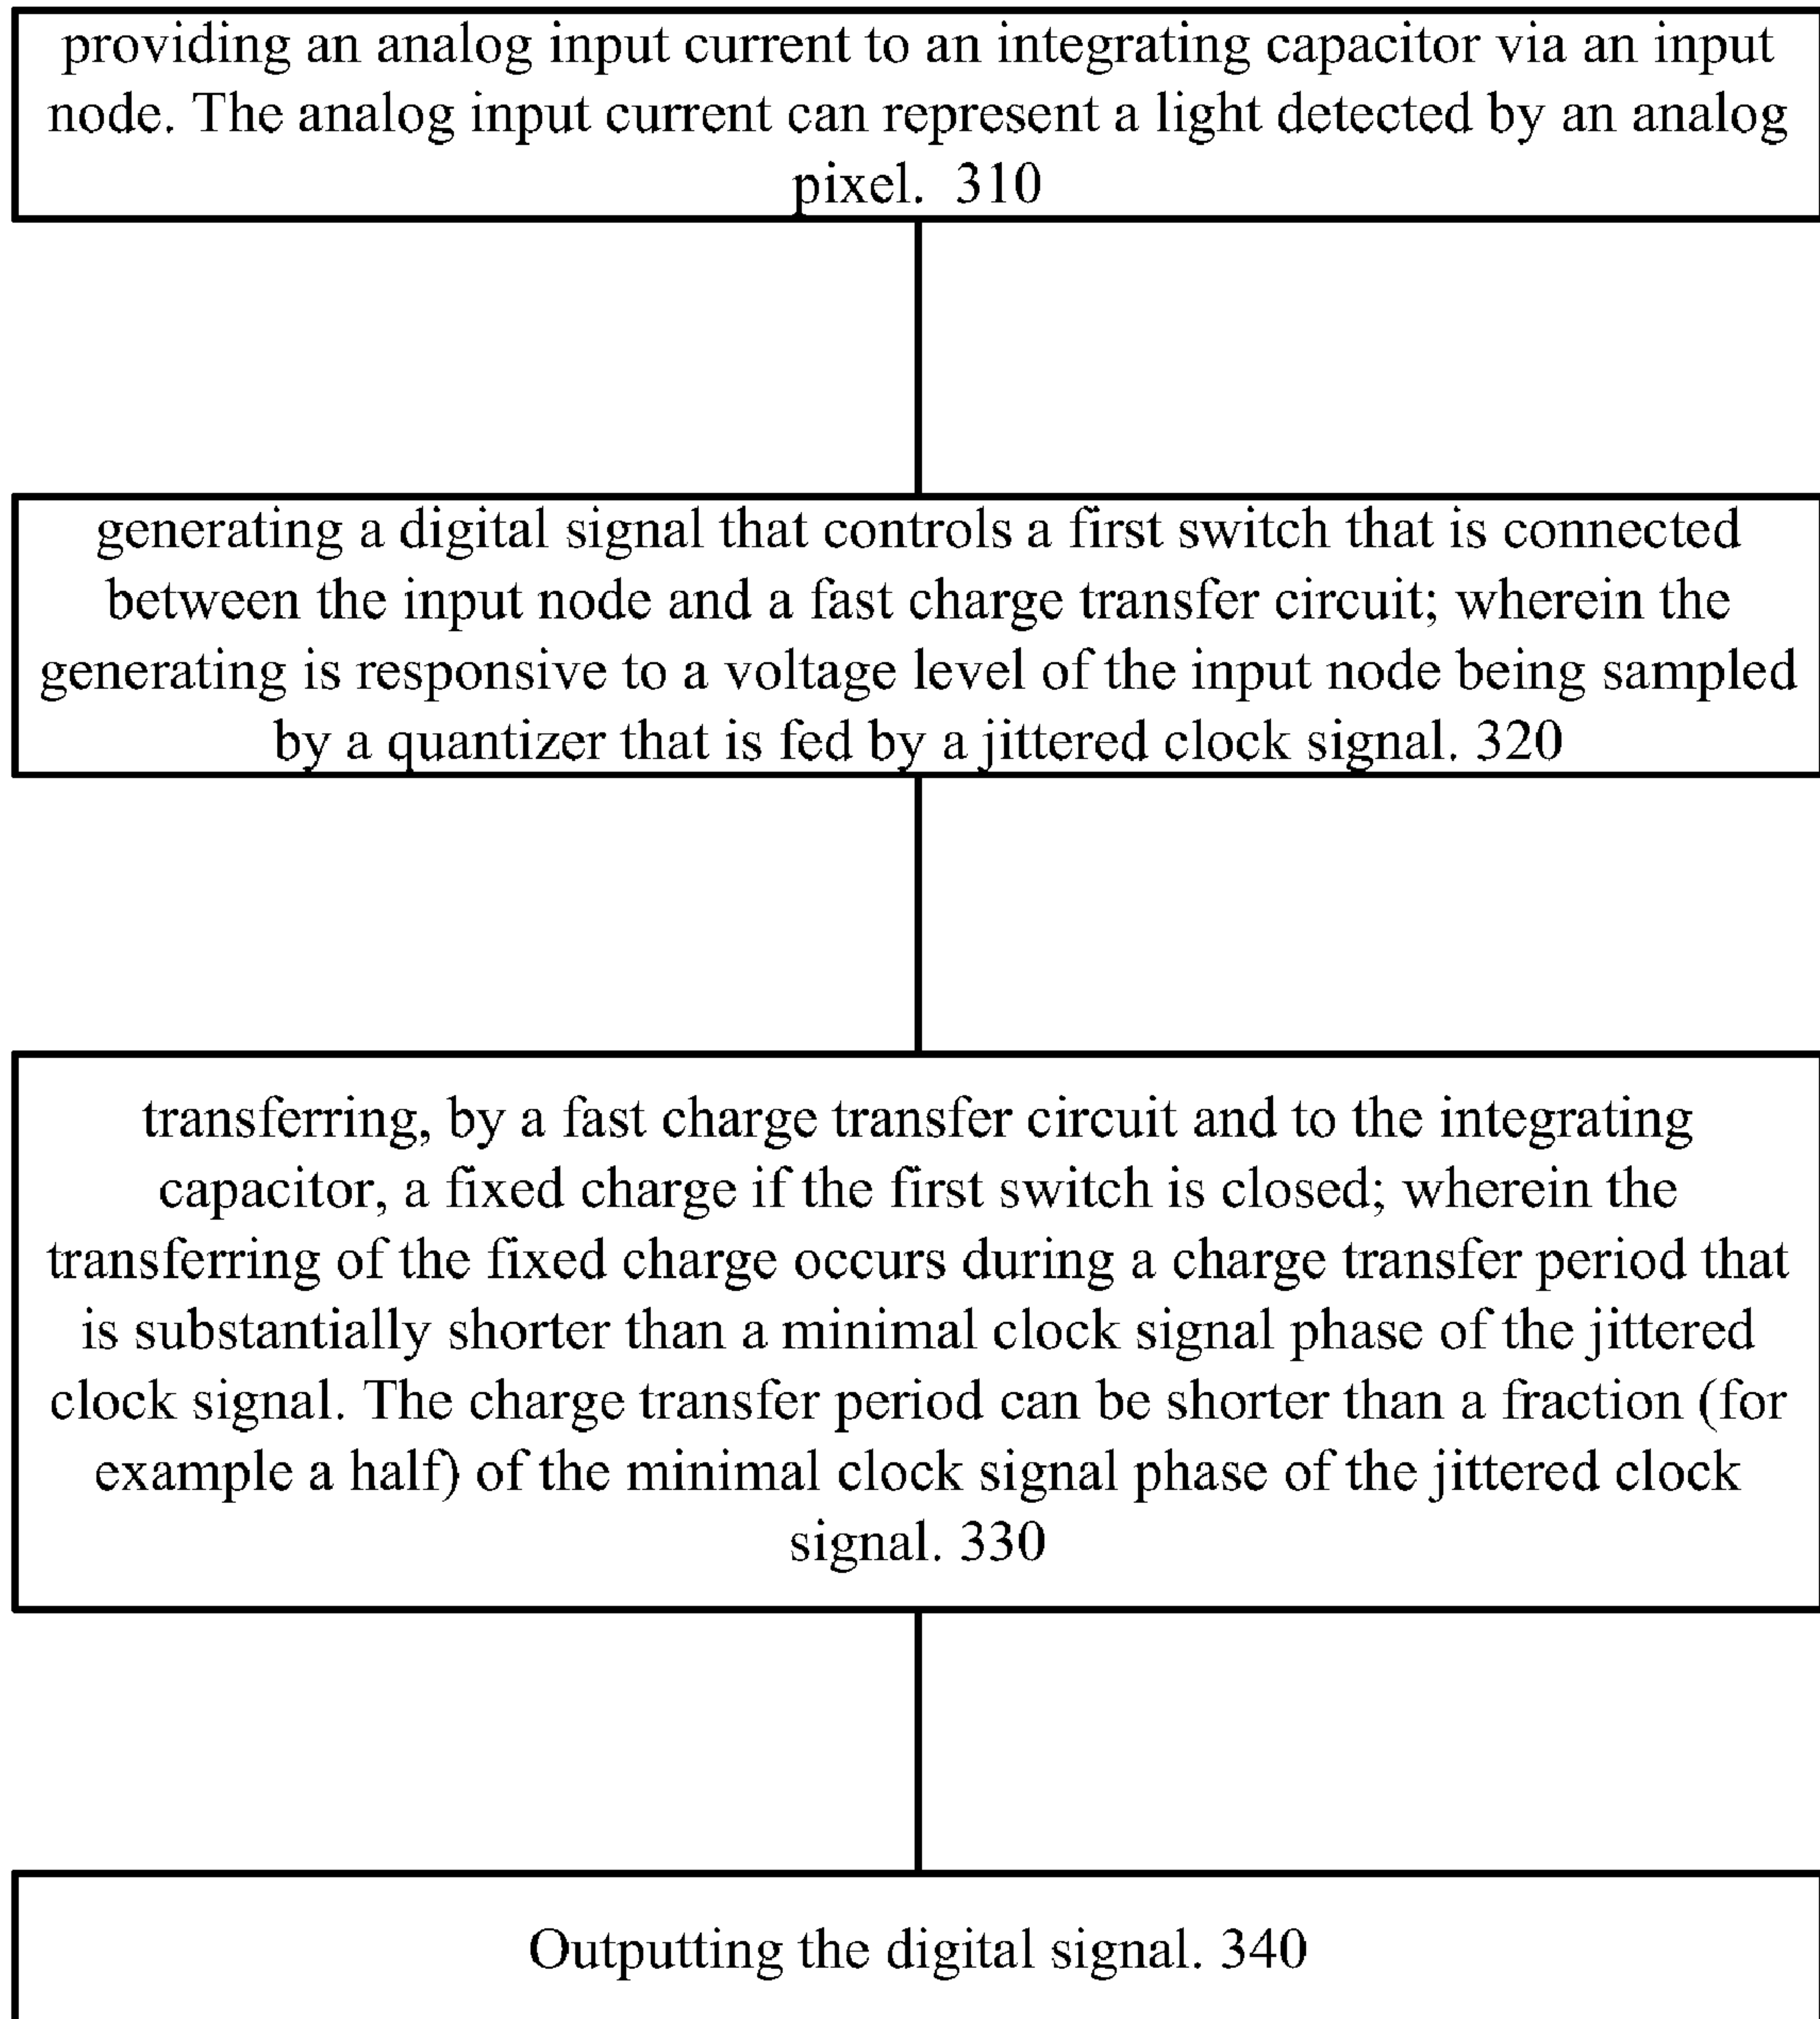 providing an analog input current to an integrating capacitor via an input
node. The analog input current can represent a light detected by an analog
pixel.  310
generating a digital signal that controls a first switch that is connected
between the input node and a fast charge transfer circuit; wherein the
generating is responsive to a voltage level of the input node being sampled
by a quantizer that is fed by a jittered clock signal. 320
transferring, by a fast charge transfer circuit and to the integrating
capacitor, a fixed charge if the first switch is closed; wherein the
transferring of the fixed charge occurs during a charge transfer period that
is substantially shorter than a minimal clock signal phase of the jittered
clock signal. The charge transfer period can be shorter than a fraction (for
example a half) of the minimal clock signal phase of the jittered clock
signal. 330
Outputting the digital signal. 340